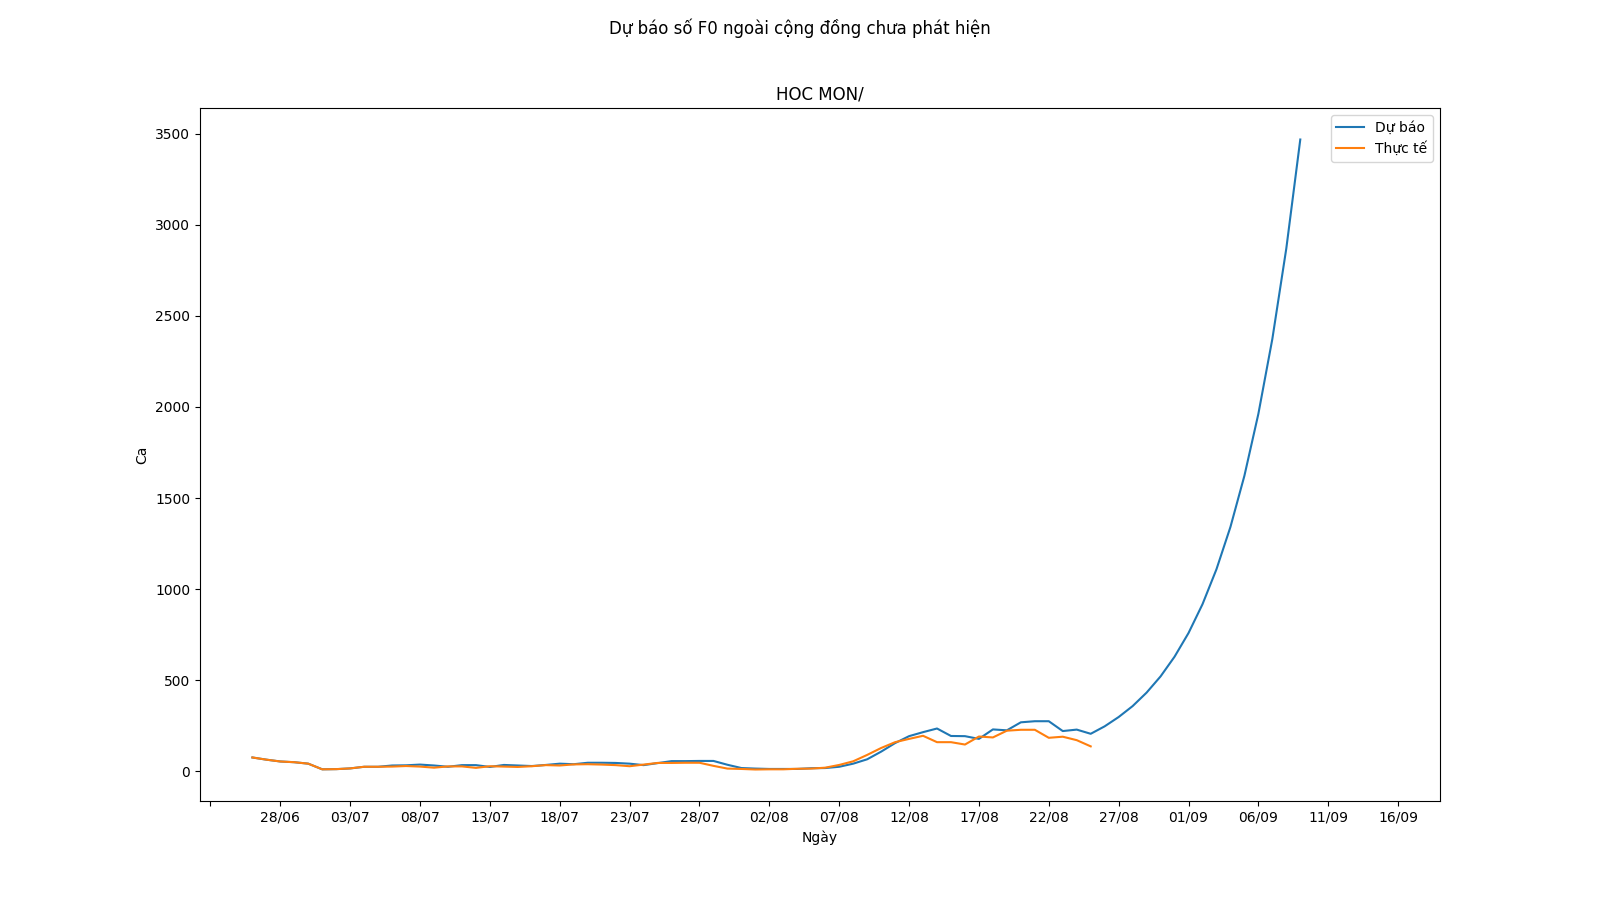 Dự báo số F0 ngoài cộng đồng chưa phát hiện
HOC MON/
Dự báo
Thực tế
3500
3000
2500
2000
1500
1000
500
0
Ca
28/06 03/07 08/07 13/07 18/07 23/07 28/07 02/08 07/08 12/08 17/08 22/08 27/08 01/09 06/09 11/09 16/09
Ngày